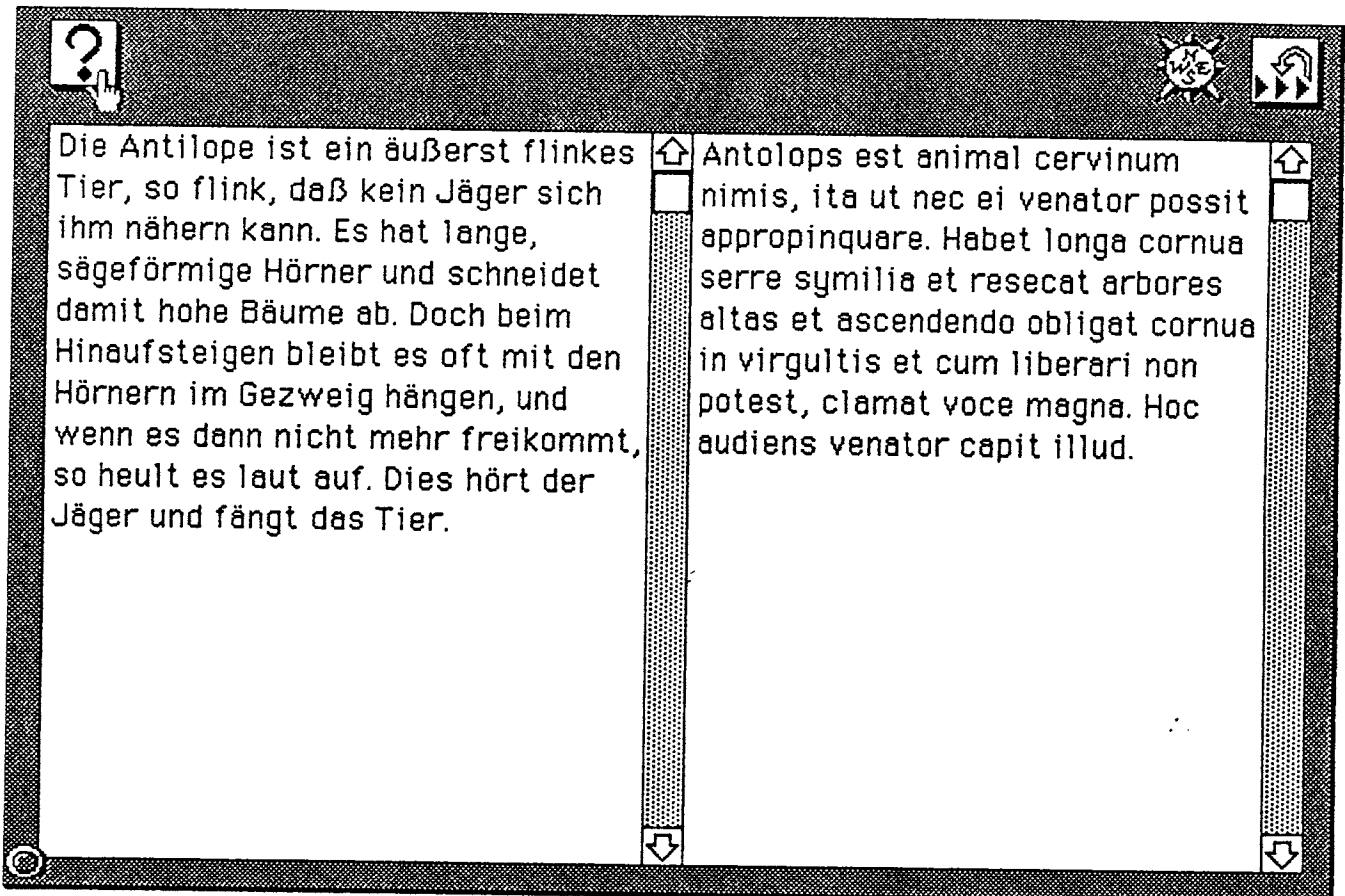 ?
N
W E
S
Die Antilope ist ein äußerst flinkes
Tier, so flink, daß kein Jäger sich
ihm nähern kann. Es hat lange,
sägeförmige Hörner und schneidet
damit hohe Bäume ab. Doch beim
Hinaufsteigen bleibt es oft mit den
Hörnern im Gezweig hängen, und
wenn es dann nicht mehr freikommt,
so heult es laut auf. Dies hört der
Jäger und fängt das Tier.
Antolops est animal cervinum
nimis, ita ut nec ei venator possit
appropinquare. Habet longa cornua
serre symilia et resecat arbores
altas et ascendendo obligat cornua
in virgultis et cum liberari non
potest, clamat voce magna. Hoc
audiens venator capit illud.